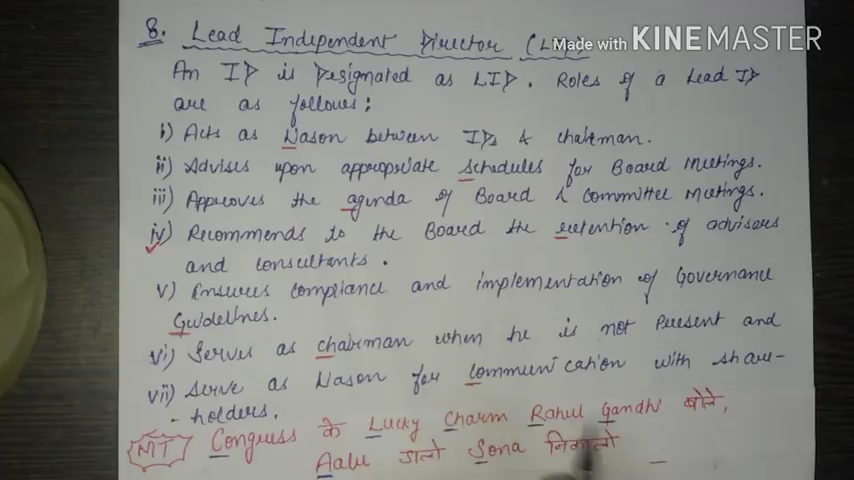 8. Lead Independent Director (LID)
Made with KINEMASTER
An ID is Designated as LID. Roles of a Lead ID
are as follows:
i) Acts as Liason between IDs & chairman.
ii) Advises upon appropriate schedules for Board Meetings.
iii) Approves the agenda of Board & Committee Meetings.
iv) Recommends to the Board the retention of advisors
and consultants.
v) Ensures compliance and implementation of Governance
Guidelines.
vi) Serves as chairman when he is not Present and
vii) Serve as Liason for communication with share-
-holders.
MT Congress के Lucky Charm Rahul Gandhi बोले,
Aalu डालो Sona निकालो